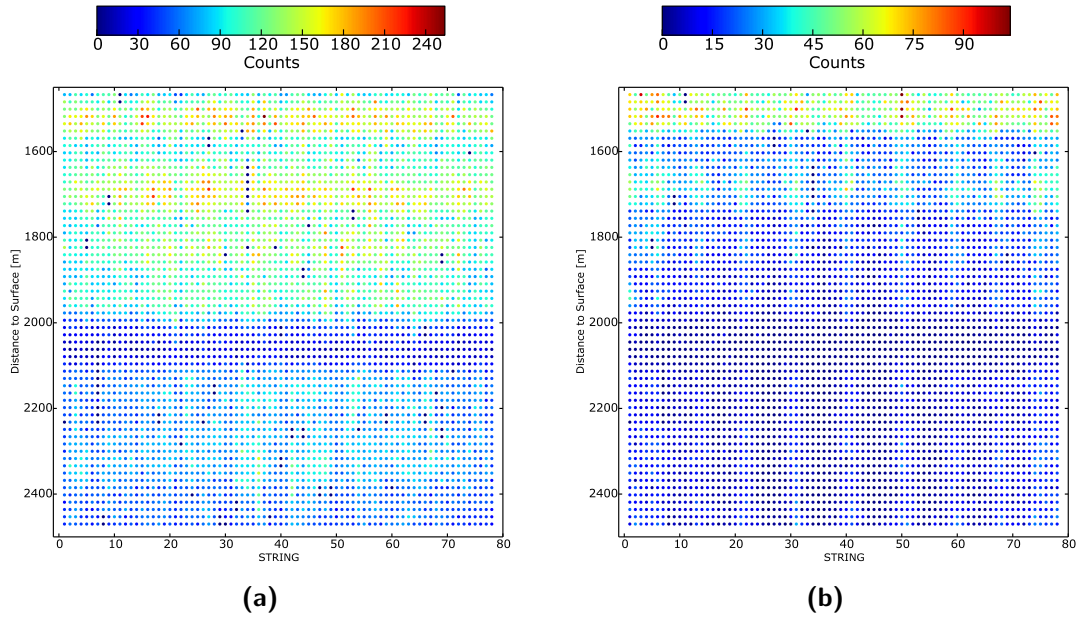 0 30 60 90 120 150 180 210 240
Counts
1600
1800
2000
2200
2400
Distance to Surface [m]
0 10 20 30 40 50 60 70 80
STRING
(a)
0 15 30 45 60 75 90
Counts
1600
1800
2000
2200
2400
Distance to Surface [m]
0 10 20 30 40 50 60 70 80
STRING
(b)